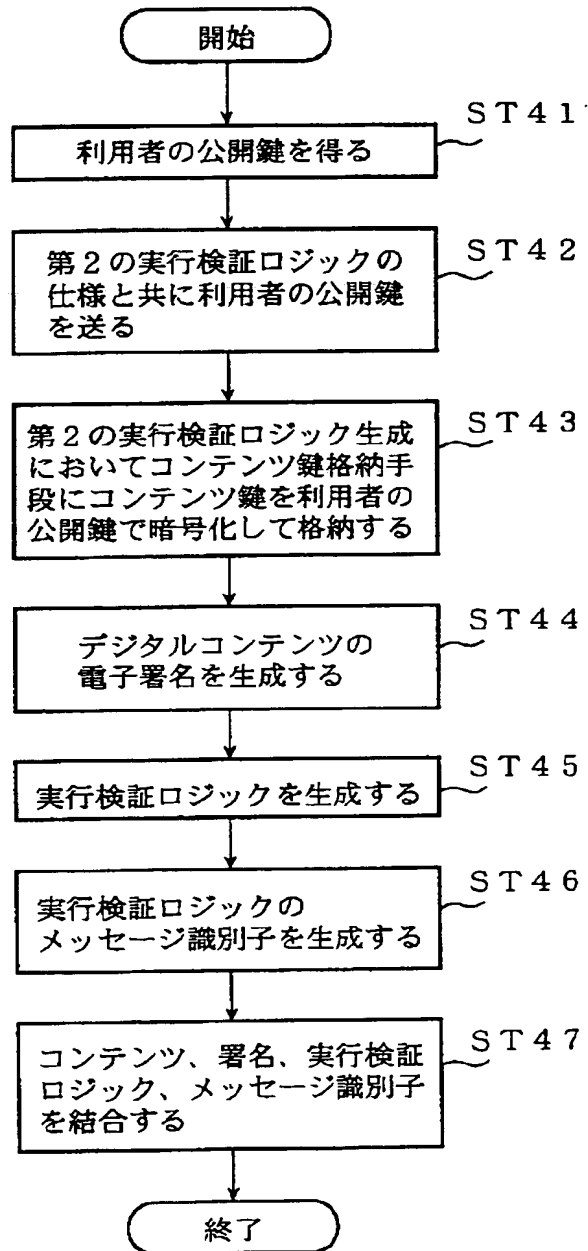 開始
ST41
利用者の公開鍵を得る
ST42
第2の実行検証ロジックの
仕様と共に利用者の公開鍵
を送る
ST43
第2の実行検証ロジック生成
においてコンテンツ鍵格納手
段にコンテンツ鍵を利用者の
公開鍵で暗号化して格納する
ST44
デジタルコンテンツの
電子署名を生成する
ST45
実行検証ロジックを生成する
ST46
実行検証ロジックの
メッセージ識別子を生成する
ST47
コンテンツ、署名、実行検証
ロジック、メッセージ識別子
を結合する
終了